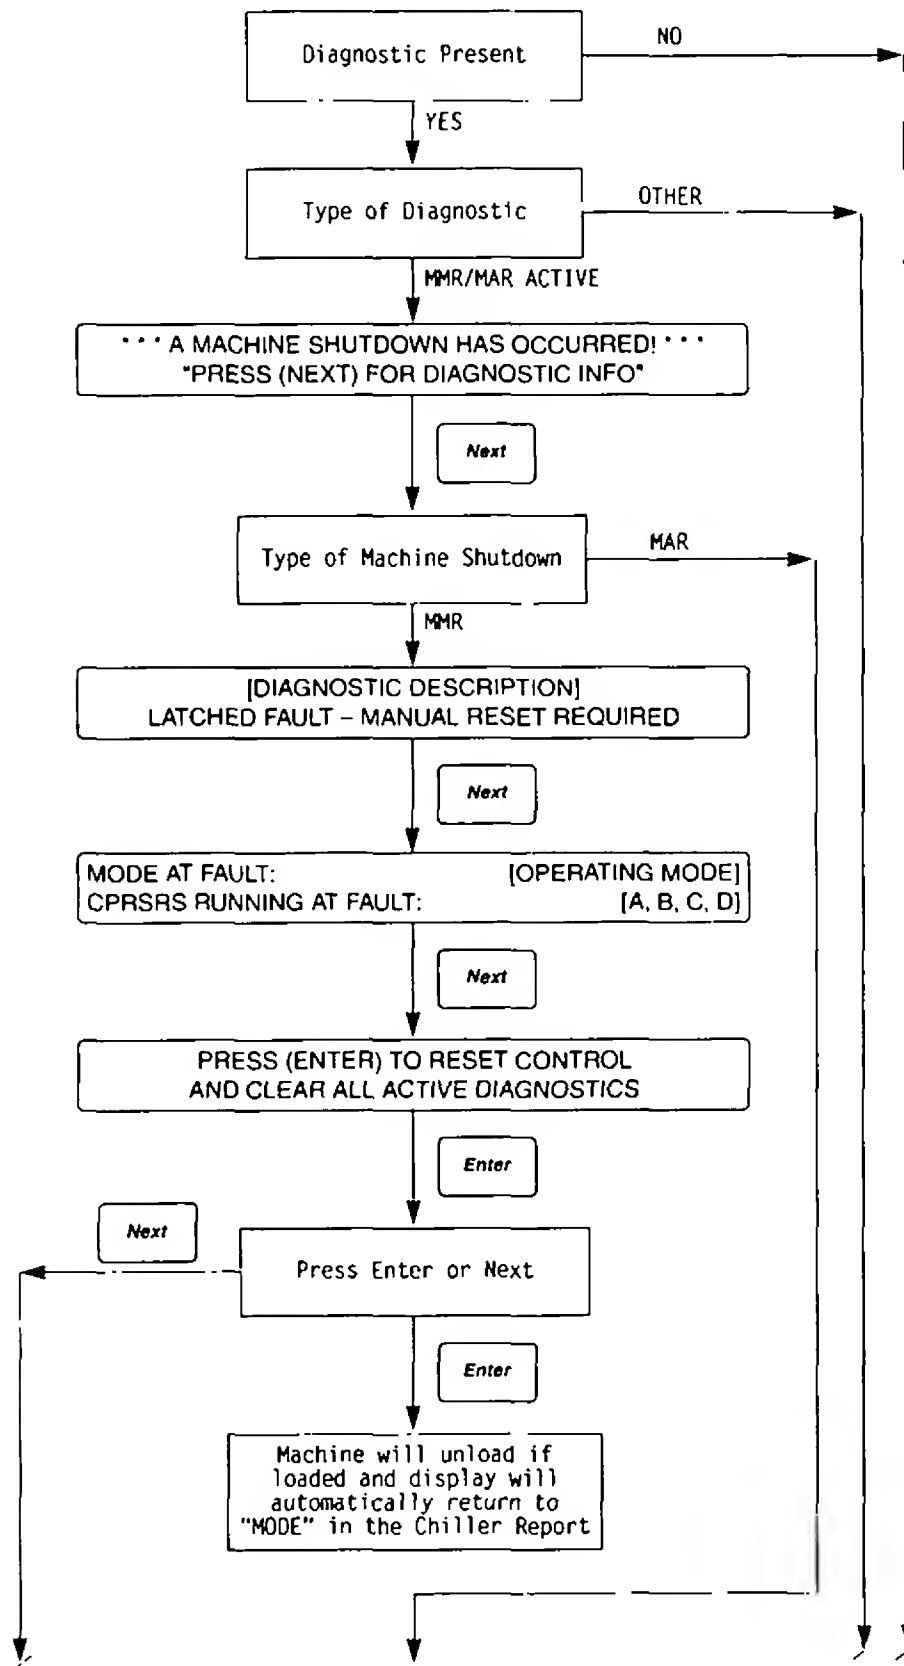 Diagnostic Present
NO
YES
Type of Diagnostic
OTHER
MMR/MAR ACTIVE
* * * A MACHINE SHUTDOWN HAS OCCURRED! * * *
"PRESS (NEXT) FOR DIAGNOSTIC INFO"
Next
Type of Machine Shutdown
MAR
MMR
[DIAGNOSTIC DESCRIPTION]
LATCHED FAULT – MANUAL RESET REQUIRED
Next
MODE AT FAULT: [OPERATING MODE]
CPRSRS RUNNING AT FAULT: [A, B, C, D]
Next
PRESS (ENTER) TO RESET CONTROL
AND CLEAR ALL ACTIVE DIAGNOSTICS
Enter
Next
Press Enter or Next
Enter
Machine will unload if
loaded and display will
automatically return to
"MODE" in the Chiller Report